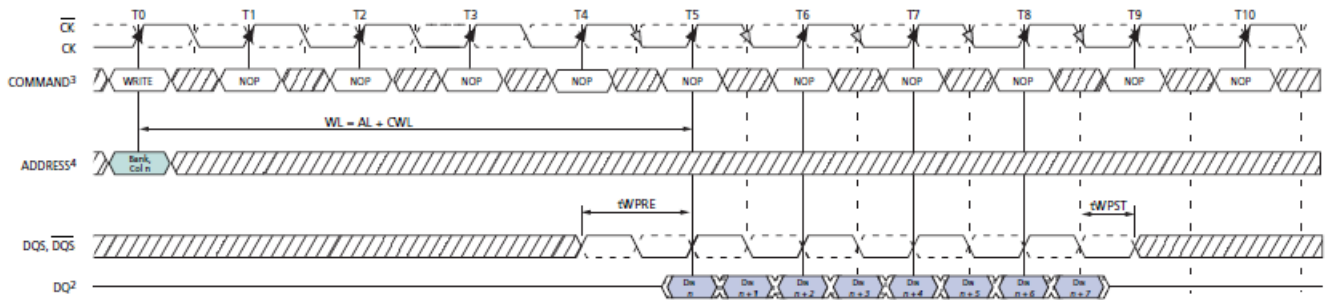 T0 T1 T2 T3 T4 T5 T6 T7 T8 T9 T10
CK
CK
COMMAND3 WRITE NOP NOP NOP NOP NOP NOP NOP NOP NOP NOP
WL = AL + CWL
ADDRESS4 Bank,
Col n
tWPRE tWPST
DQS, DQS
DQ2 Din Din Din Din Din Din Din Din
n n + 1 n + 2 n + 3 n + 4 n + 5 n + 6 n + 7